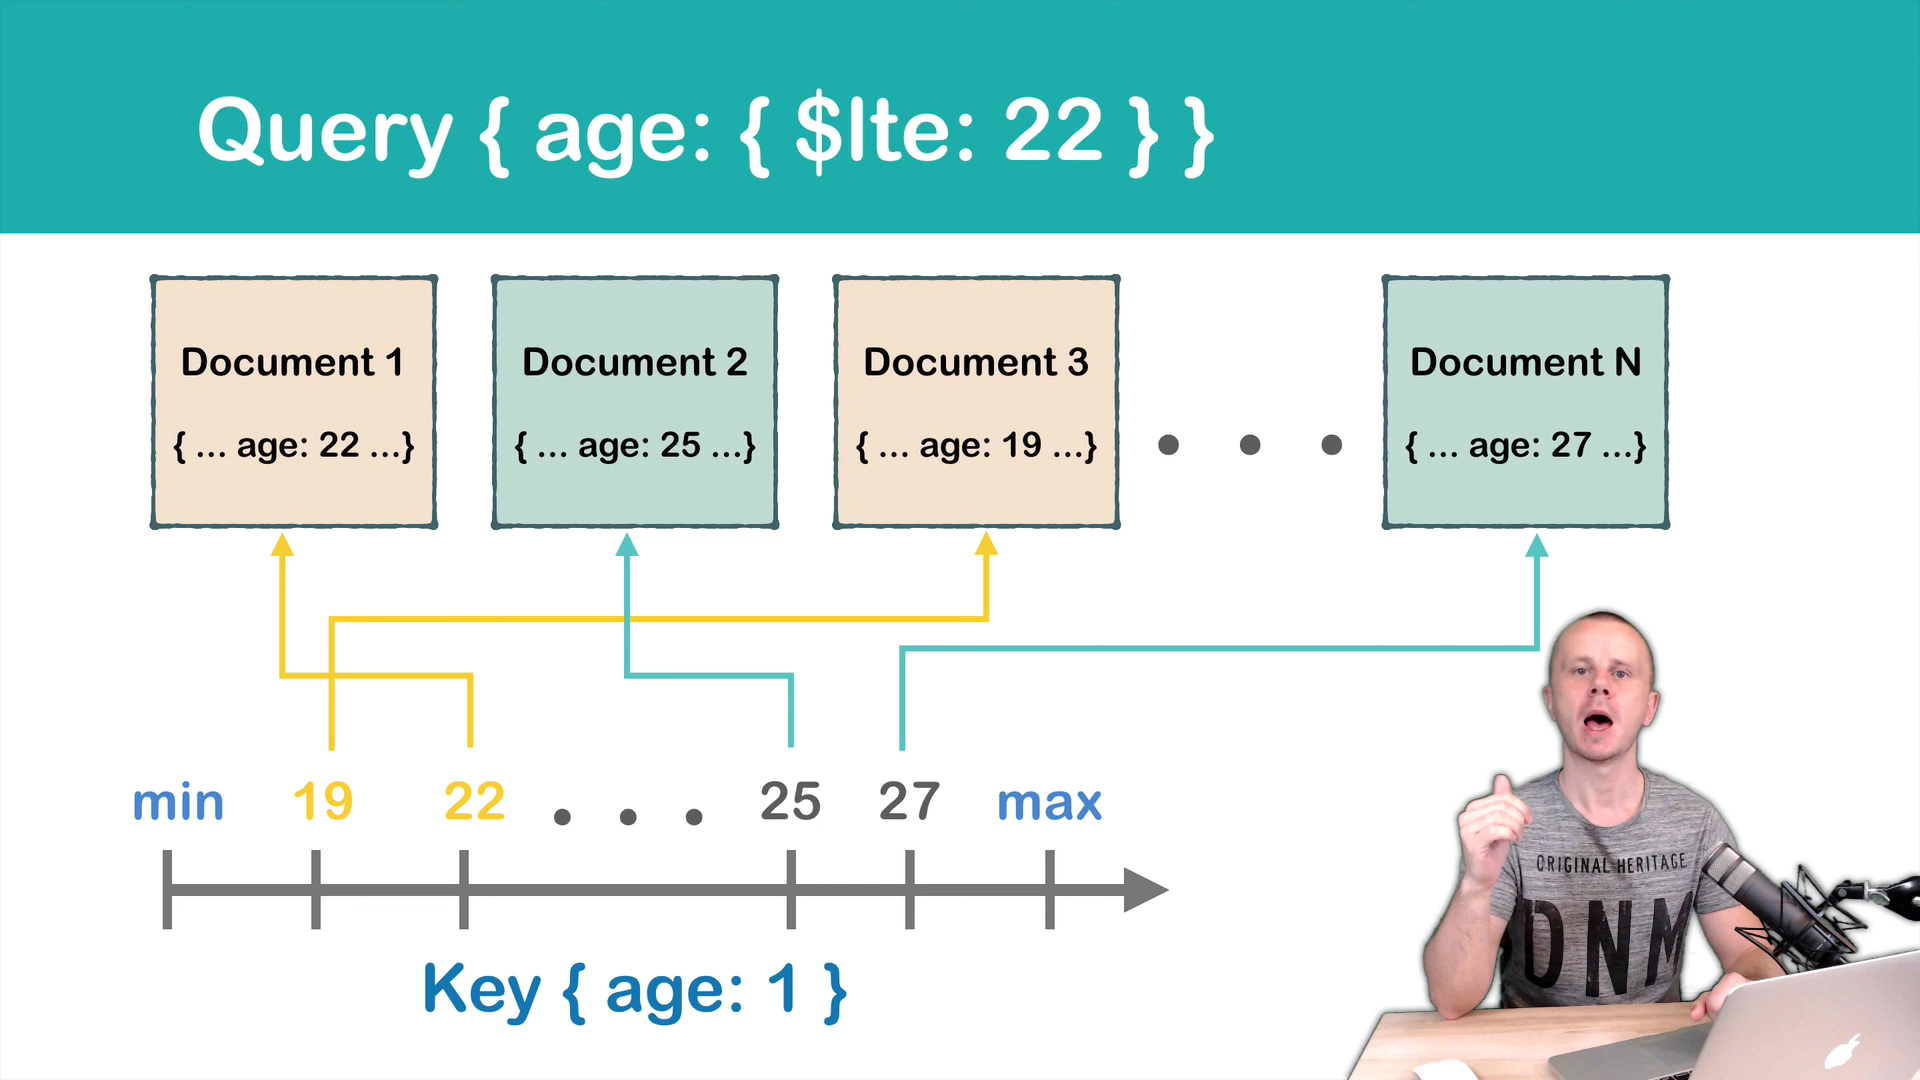 Query { age: { $lte: 22 } }
Document 1
{ ... age: 22 ...}
Document 2
{ ... age: 25 ...}
Document 3
{ ... age: 19 ...}
Document N
{ ... age: 27 ...}
min 19 22 . . . 25 27 max
Key { age: 1 }
ORIGINAL HERITAGE
DNM